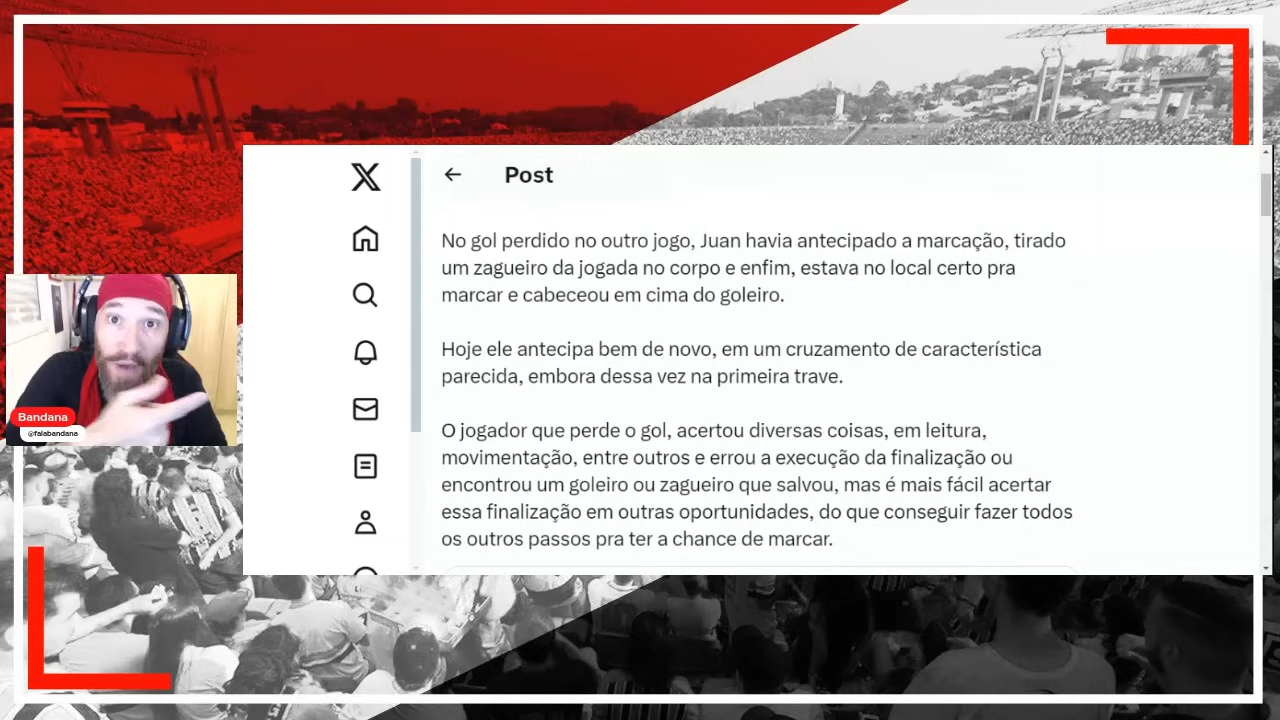 Post
No gol perdido no outro jogo, Juan havia antecipado a marcação, tirado
um zagueiro da jogada no corpo e enfim, estava no local certo pra
marcar e cabeceou em cima do goleiro.
Hoje ele antecipa bem de novo, em um cruzamento de característica
parecida, embora dessa vez na primeira trave.
O jogador que perde o gol, acertou diversas coisas, em leitura,
movimentação, entre outros e errou a execução da finalização ou
encontrou um goleiro ou zagueiro que salvou, mas é mais fácil acertar
essa finalização em outras oportunidades, do que conseguir fazer todos
os outros passos pra ter a chance de marcar.
Bandana
@falabandana